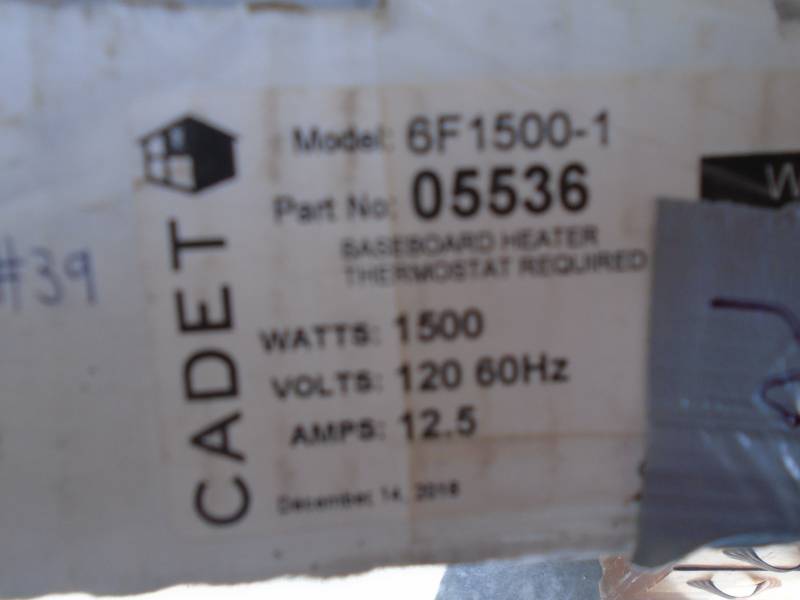 Model: 6F1500-1
Part No: 05536
BASEBOARD HEATER
THERMOSTAT REQUIRED
WATTS: 1500
VOLTS: 120 60Hz
AMPS: 12.5
December 14, 2016
CADET
#39
W